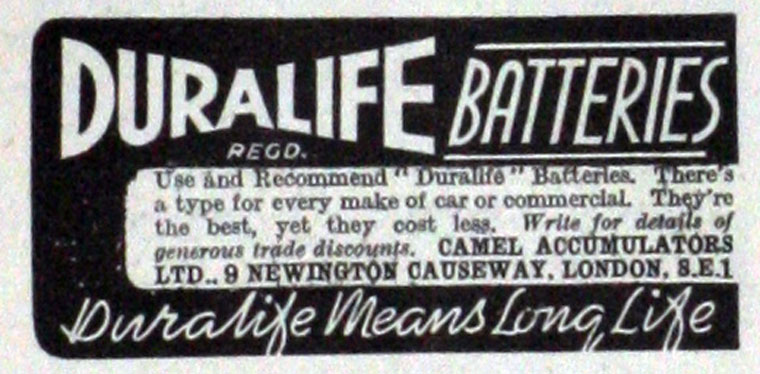 DURALIFE BATTERIES
REGD.
Use and Recommend "Duralife" Batteries. There's
a type for every make of car or commercial. They're
the best, yet they cost less. Write for details of
generous trade discounts. CAMEL ACCUMULATORS
LTD., 9 NEWINGTON CAUSEWAY, LONDON, S.E.1
Duralife Means Long Life